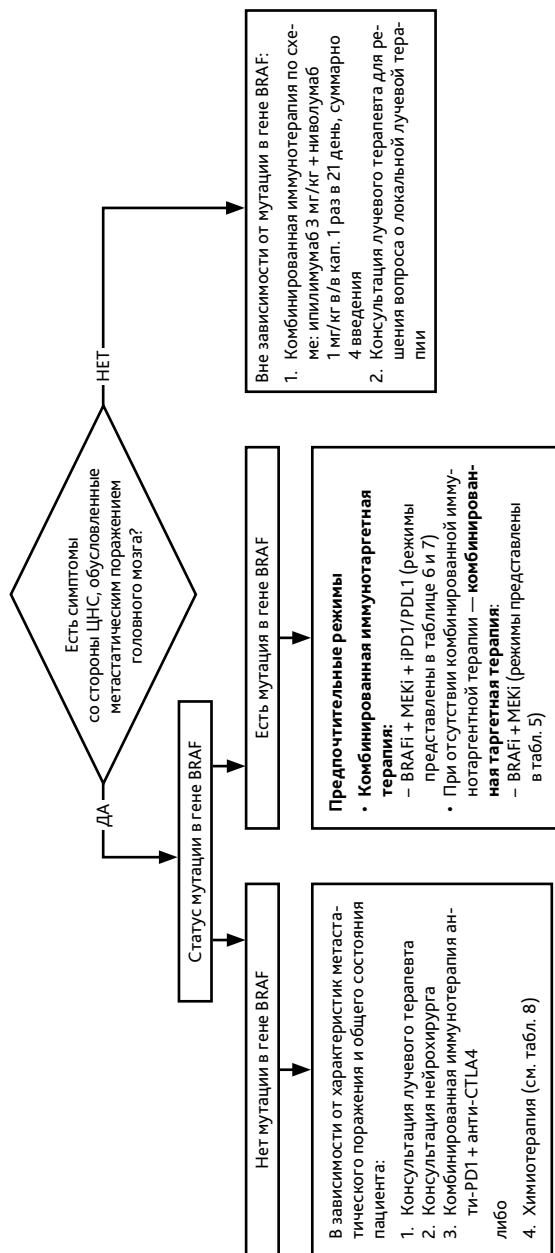 Есть симптомы
со стороны ЦНС, обусловленные
метастатическим поражением
головного мозга?
ДА
НЕТ
Статус мутации в гене BRAF
Нет мутации в гене BRAF
Есть мутация в гене BRAF
В зависимости от характеристик метаста-
тического поражения и общего состояния
пациента:
1. Консультация лучевого терапевта
2. Консультация нейрохирурга
3. Комбинированная иммунотерапия ан-
ти-PD1 + анти-CTLA4
либо
4. Химиотерапия (см. табл. 8)
Предпочтительные режимы
• Комбинированная иммунотаргетная
терапия:
– BRAFi + MEKi + iPD1/PDL1 (режимы
представлены в таблице 6 и 7)
• При отсутствии комбинированной имму-
нотаргентной терапии — комбинирован-
ная таргетная терапия:
– BRAFi + MEKi (режимы представлены
в табл. 5)
Вне зависимости от мутации в гене BRAF:
1. Комбинированная иммунотерапия по схе-
ме: ипилимумаб 3 мг/кг + ниволумаб
1 мг/кг в/в кап. 1 раз в 21 день, суммарно
4 введения
2. Консультация лучевого терапевта для ре-
шения вопроса о локальной лучевой тера-
пии